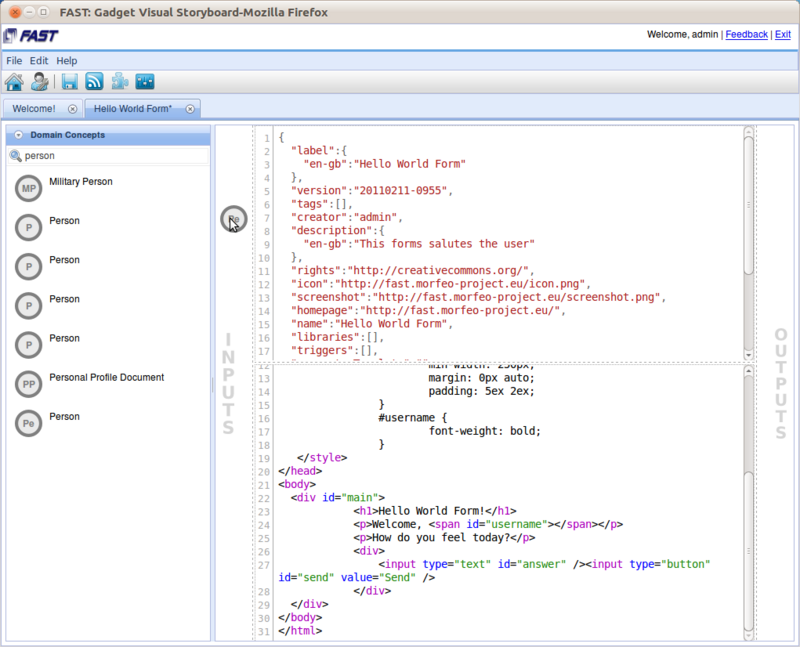 FAST: Gadget Visual Storyboard-Mozilla Firefox
FAST
Welcome, admin | Feedback | Exit
File Edit Help
Welcome!
Hello World Form*
Domain Concepts
person
MP Military Person
P Person
P Person
P Person
P Person
PP Personal Profile Document
Pe Person
INPUTS
1 {
2 "label":{
3 "en-gb":"Hello World Form"
4 },
5 "version":"20110211-0955",
6 "tags":[],
7 "creator":"admin",
8 "description":{
9 "en-gb":"This forms salutes the user"
10 },
11 "rights":"http://creativecommons.org/",
12 "icon":"http://fast.morfeo-project.eu/icon.png",
13 "screenshot":"http://fast.morfeo-project.eu/screenshot.png",
14 "homepage":"http://fast.morfeo-project.eu/",
15 "name":"Hello World Form",
16 "libraries":[],
17 "triggers":[],
12 min-width: 250px;
13 margin: 0px auto;
14 padding: 5ex 2ex;
15 }
16 #username {
17 font-weight: bold;
18 }
19 </style>
20 </head>
21 <body>
22 <div id="main">
23 <h1>Hello World Form!</h1>
24 <p>Welcome, <span id="username"></span></p>
25 <p>How do you feel today?</p>
26 <div>
27 <input type="text" id="answer" /><input type="button"
id="send" value="Send" />
28 </div>
29 </div>
30 </body>
31 </html>
OUTPUTS